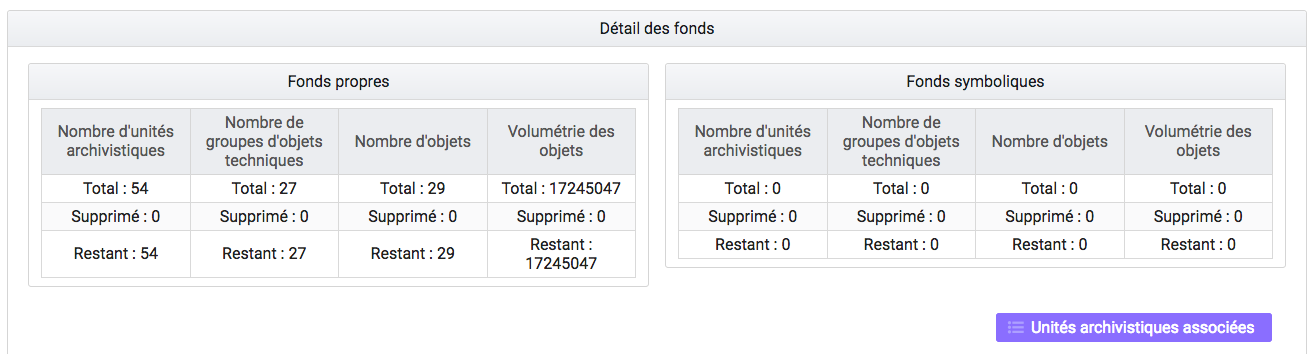 Détail des fonds
Fonds propres
Nombre d'unités archivistiques
Nombre de groupes d'objets techniques
Nombre d'objets
Volumétrie des objets
Total : 54
Total : 27
Total : 29
Total : 17245047
Supprimé : 0
Supprimé : 0
Supprimé : 0
Supprimé : 0
Restant : 54
Restant : 27
Restant : 29
Restant : 17245047
Fonds symboliques
Nombre d'unités archivistiques
Nombre de groupes d'objets techniques
Nombre d'objets
Volumétrie des objets
Total : 0
Total : 0
Total : 0
Total : 0
Supprimé : 0
Supprimé : 0
Supprimé : 0
Supprimé : 0
Restant : 0
Restant : 0
Restant : 0
Restant : 0
Unités archivistiques associées